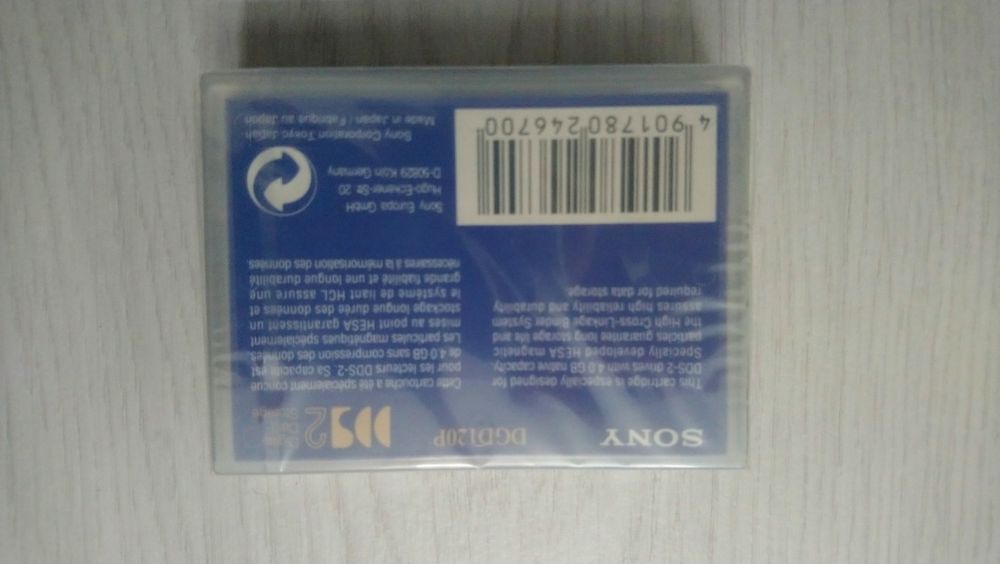 SONY
DGD120P
DDS2
Digital
Data
Storage
This cartridge is especially designed for
DDS-2 drives with 4.0 GB native capacity.
Specially developed HESA magnetic
particles guarantee long storage life and
the High Cross-Linkage Binder System
assures high reliability and durability
required for data storage.
Cette cartouche a été spécialement conçue
pour les lecteurs DDS-2. Sa capacité est
de 4.0 GB sans compression des données.
Les particules magnétiques spécialement
mises au point HESA garantissent un
stockage longue durée des données et
le système de liant HCL assure une
grande fiabilité et une longue durabilité
nécessaires à la mémorisation des données.
4 901780 246700
Sony Europa GmbH
Hugo-Eckener-Str. 20
D-50829 Köln Germany
Sony Corporation Tokyo Japan
Made in Japan / Fabriqué au Japon